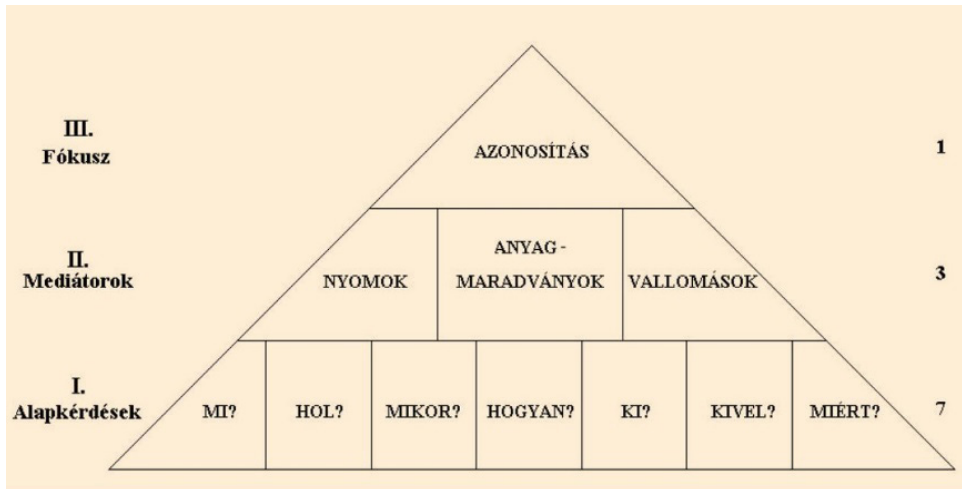 III.
Fókusz
AZONOSÍTÁS
1
II.
Mediátorok
NYOMOK
ANYAG -
MARADVÁNYOK
VALLOMÁSOK
3
I.
Alapkérdések
MI?
HOL?
MIKOR?
HOGYAN?
KI?
KIVEL?
MIÉRT?
7